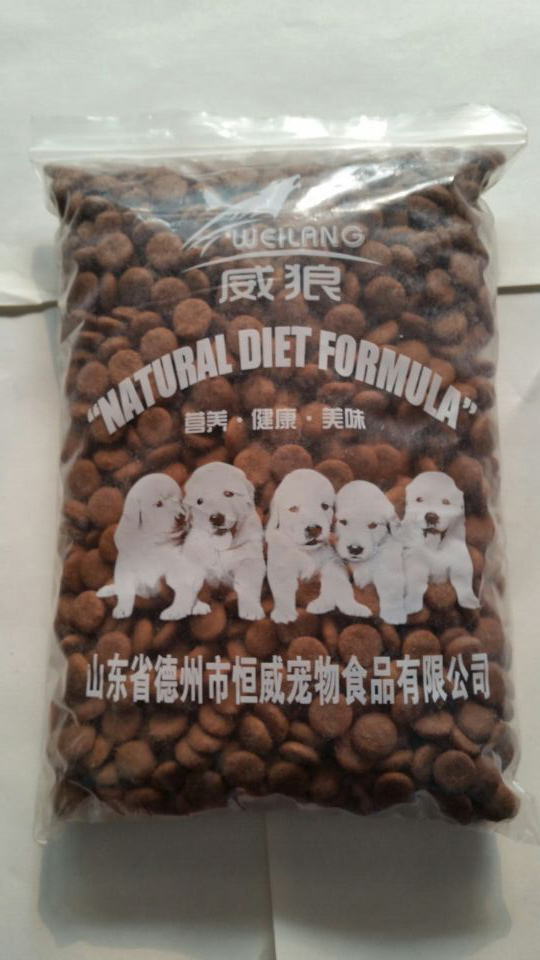 WEILANG
威狼
“NATURAL DIET FORMULA”
营养·健康·美味
山东省德州市恒威宠物食品有限公司